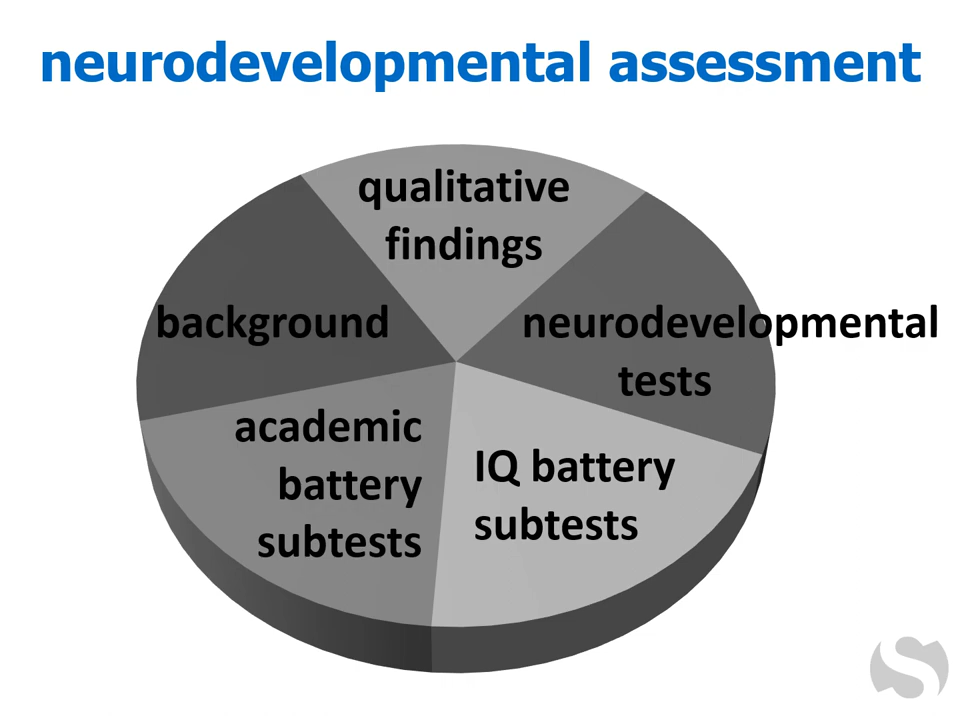 neurodevelopmental assessment
qualitative
findings
background
neurodevelopmental
tests
academic
battery
subtests
IQ battery
subtests